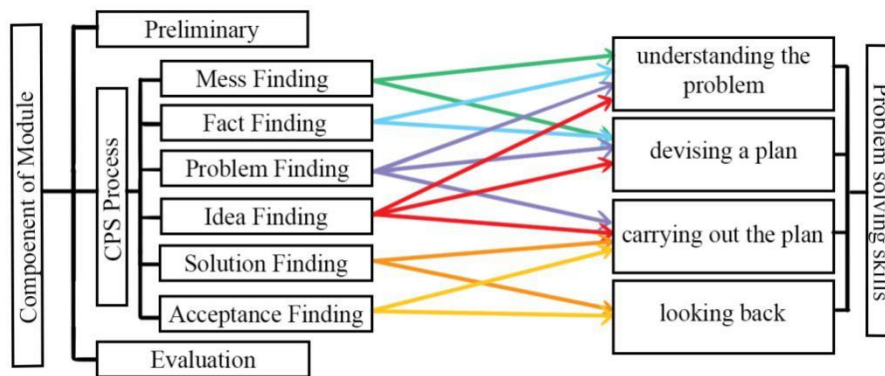 Compoenent of Module
Preliminary
CPS Process
Mess Finding
Fact Finding
Problem Finding
Idea Finding
Solution Finding
Acceptance Finding
Evaluation
understanding the
problem
devising a plan
carrying out the plan
looking back
Problem solving skills